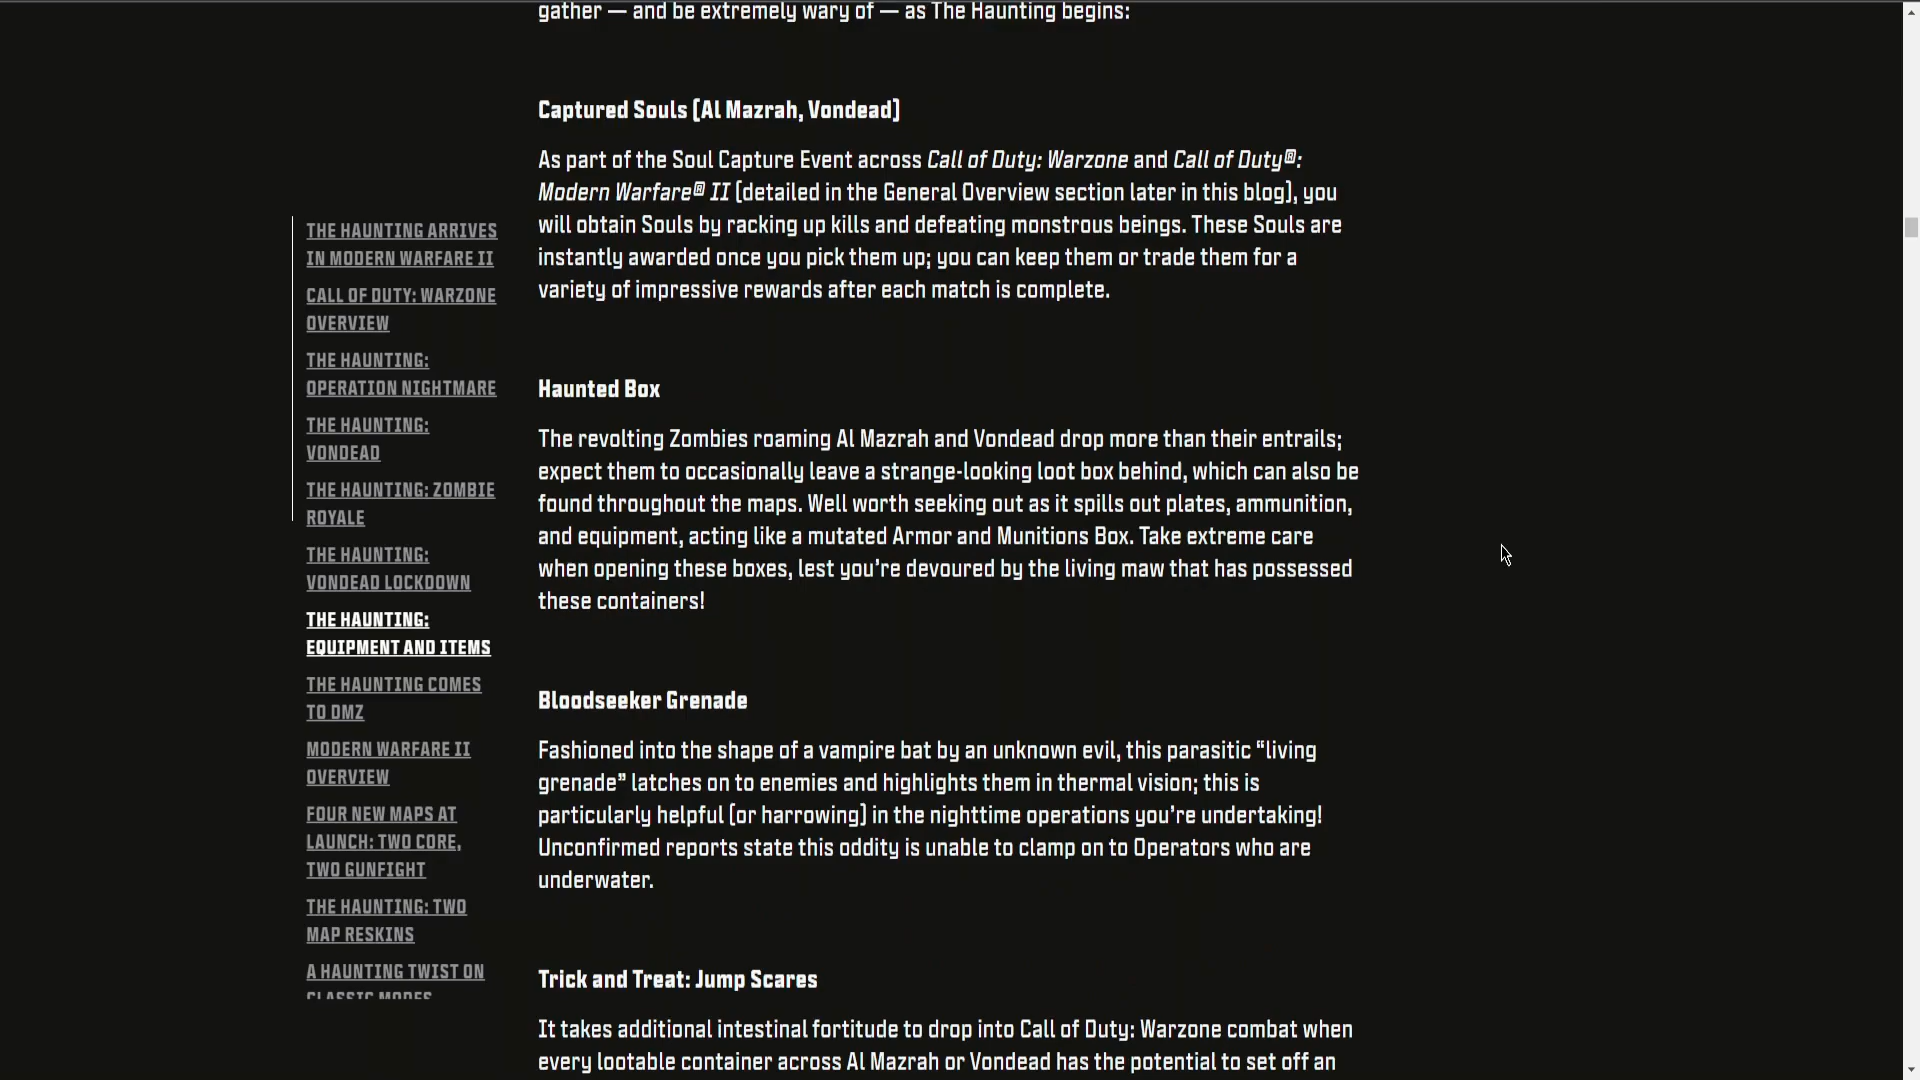 gather — and be extremely wary of — as The Haunting begins:
Captured Souls (Al Mazrah, Vondead)
As part of the Soul Capture Event across Call of Duty: Warzone and Call of Duty®:
Modern Warfare® II (detailed in the General Overview section later in this blog), you
will obtain Souls by racking up kills and defeating monstrous beings. These Souls are
instantly awarded once you pick them up; you can keep them or trade them for a
variety of impressive rewards after each match is complete.
Haunted Box
The revolting Zombies roaming Al Mazrah and Vondead drop more than their entrails;
expect them to occasionally leave a strange-looking loot box behind, which can also be
found throughout the maps. Well worth seeking out as it spills out plates, ammunition,
and equipment, acting like a mutated Armor and Munitions Box. Take extreme care
when opening these boxes, lest you’re devoured by the living maw that has possessed
these containers!
Bloodseeker Grenade
Fashioned into the shape of a vampire bat by an unknown evil, this parasitic “living
grenade” latches on to enemies and highlights them in thermal vision; this is
particularly helpful (or harrowing) in the nighttime operations you’re undertaking!
Unconfirmed reports state this oddity is unable to clamp on to Operators who are
underwater.
Trick and Treat: Jump Scares
It takes additional intestinal fortitude to drop into Call of Duty: Warzone combat when
every lootable container across Al Mazrah or Vondead has the potential to set off an
THE HAUNTING ARRIVES
IN MODERN WARFARE II
CALL OF DUTY: WARZONE
OVERVIEW
THE HAUNTING:
OPERATION NIGHTMARE
THE HAUNTING:
VONDEAD
THE HAUNTING: ZOMBIE
ROYALE
THE HAUNTING:
VONDEAD LOCKDOWN
THE HAUNTING:
EQUIPMENT AND ITEMS
THE HAUNTING COMES
TO DMZ
MODERN WARFARE II
OVERVIEW
FOUR NEW MAPS AT
LAUNCH: TWO CORE,
TWO GUNFIGHT
THE HAUNTING: TWO
MAP RESKINS
A HAUNTING TWIST ON
CLASSIC MODES